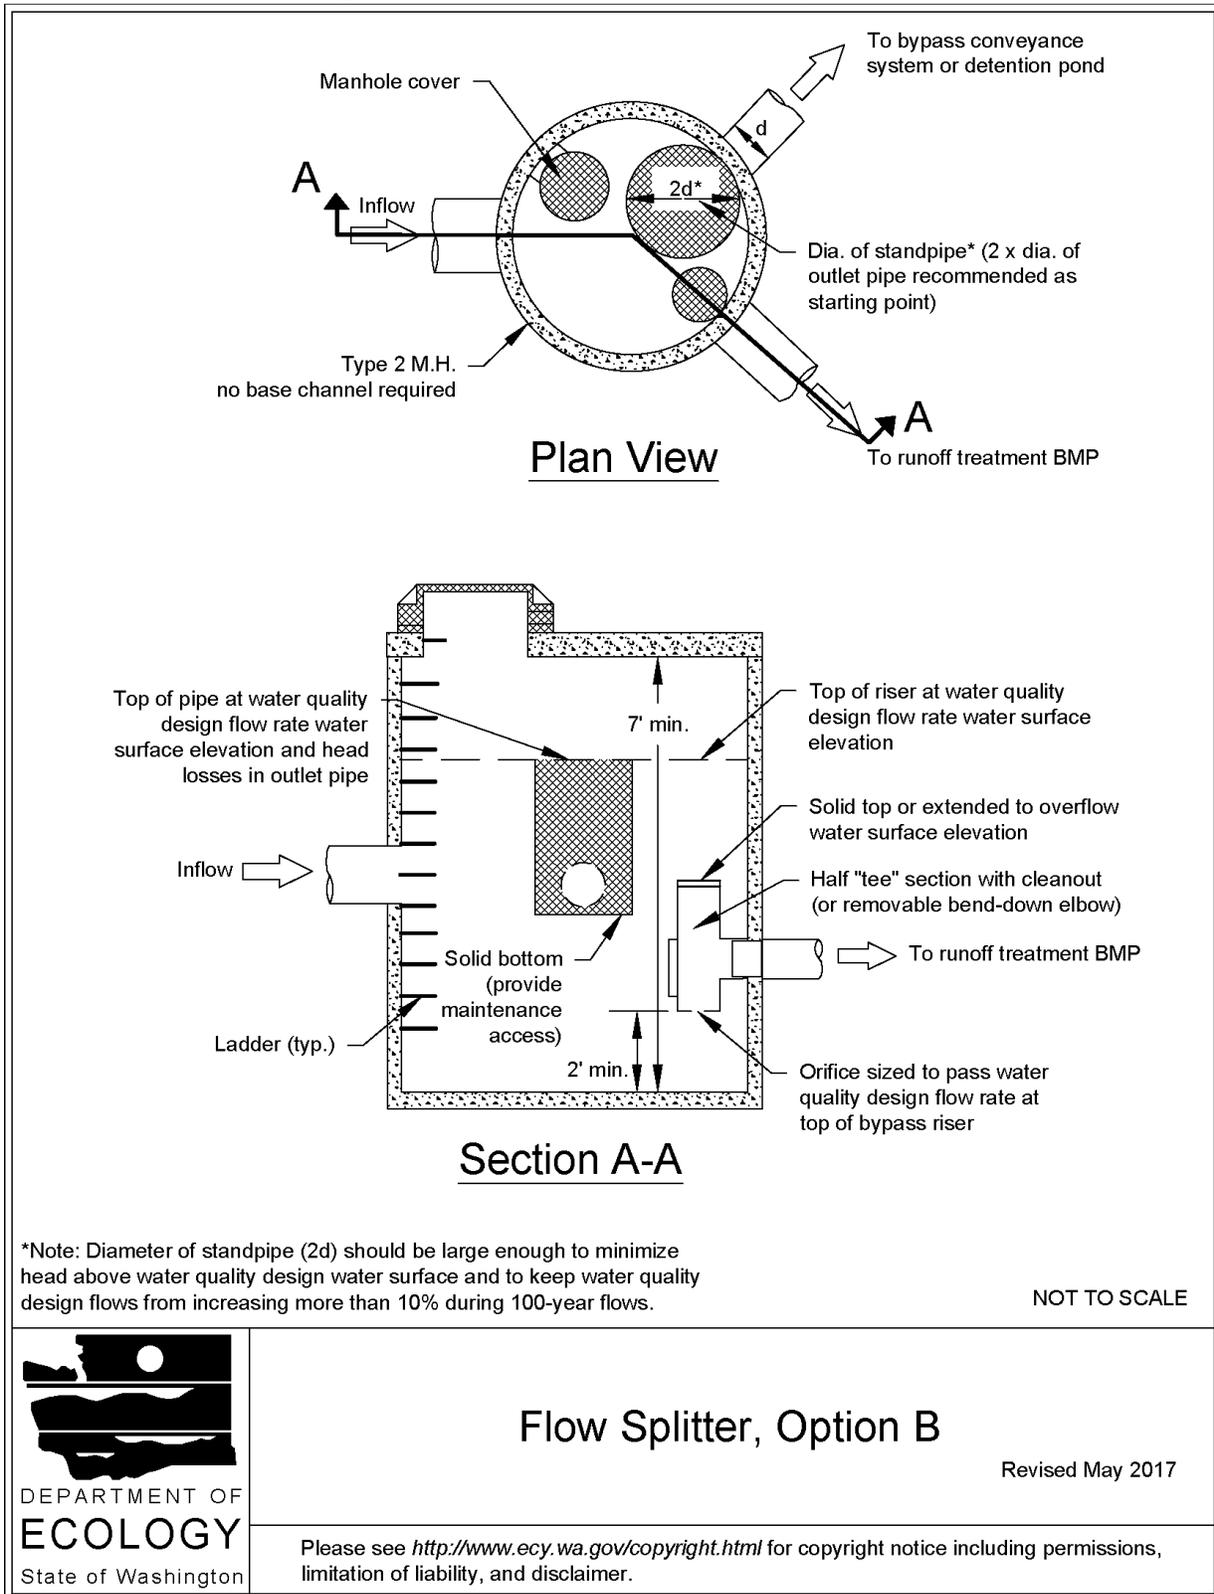 To bypass conveyance
system or detention pond
Manhole cover
d
A
Inflow
2d*
Dia. of standpipe* (2 x dia. of
outlet pipe recommended as
starting point)
Type 2 M.H.
no base channel required
A
To runoff treatment BMP
Plan View
Top of pipe at water quality
design flow rate water
surface elevation and head
losses in outlet pipe
7' min.
Top of riser at water quality
design flow rate water surface
elevation
Solid top or extended to overflow
water surface elevation
Inflow
Half "tee" section with cleanout
(or removable bend-down elbow)
To runoff treatment BMP
Solid bottom
(provide
maintenance
access)
Ladder (typ.)
2' min.
Orifice sized to pass water
quality design flow rate at
top of bypass riser
Section A-A
*Note: Diameter of standpipe (2d) should be large enough to minimize
head above water quality design water surface and to keep water quality
design flows from increasing more than 10% during 100-year flows.
NOT TO SCALE
DEPARTMENT OF
ECOLOGY
State of Washington
Flow Splitter, Option B
Revised May 2017
Please see http://www.ecy.wa.gov/copyright.html for copyright notice including permissions,
limitation of liability, and disclaimer.